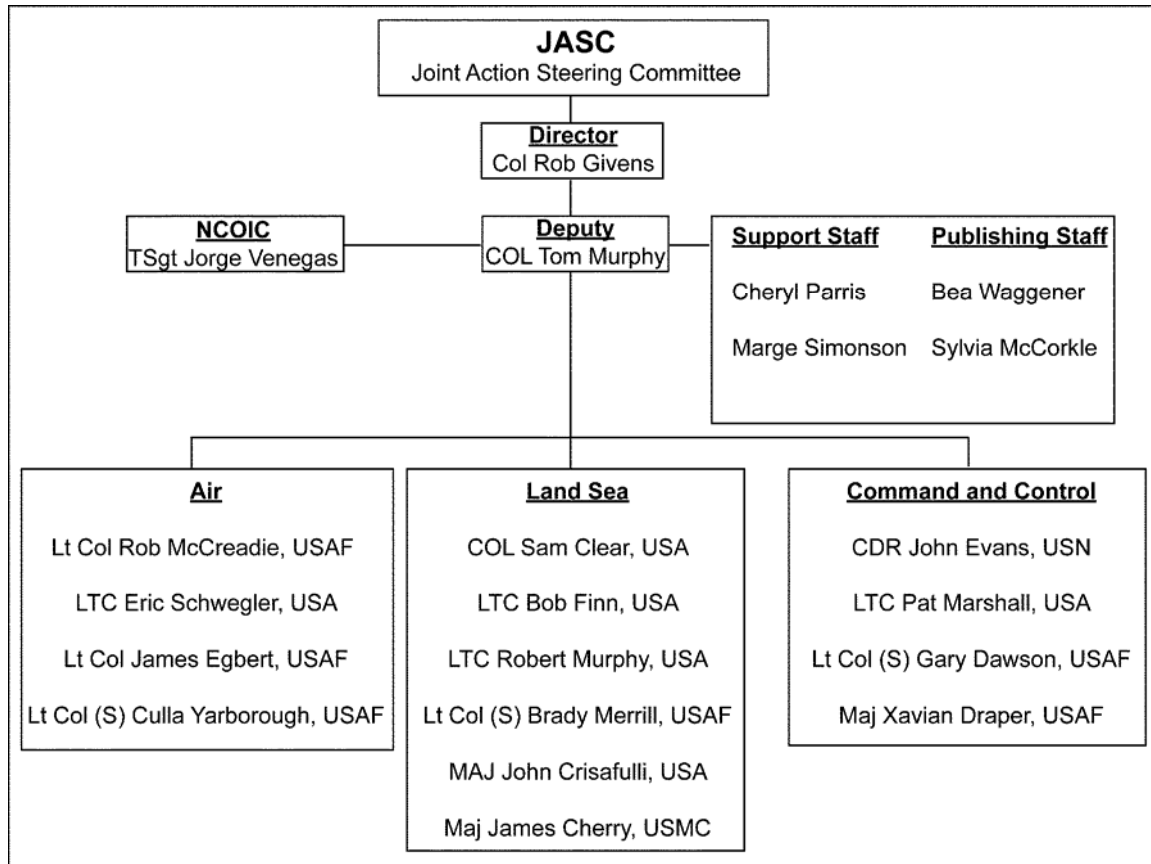 JASC
Joint Action Steering Committee
Director
Col Rob Givens
NCOIC
TSgt Jorge Venegas
Deputy
COL Tom Murphy
Support Staff
Cheryl Parris
Marge Simonson
Publishing Staff
Bea Waggener
Sylvia McCorkle
Air
Lt Col Rob McCreadie, USAF
LTC Eric Schwegler, USA
Lt Col James Egbert, USAF
Lt Col (S) Culla Yarborough, USAF
Land Sea
COL Sam Clear, USA
LTC Bob Finn, USA
LTC Robert Murphy, USA
Lt Col (S) Brady Merrill, USAF
MAJ John Crisafulli, USA
Maj James Cherry, USMC
Command and Control
CDR John Evans, USN
LTC Pat Marshall, USA
Lt Col (S) Gary Dawson, USAF
Maj Xavian Draper, USAF